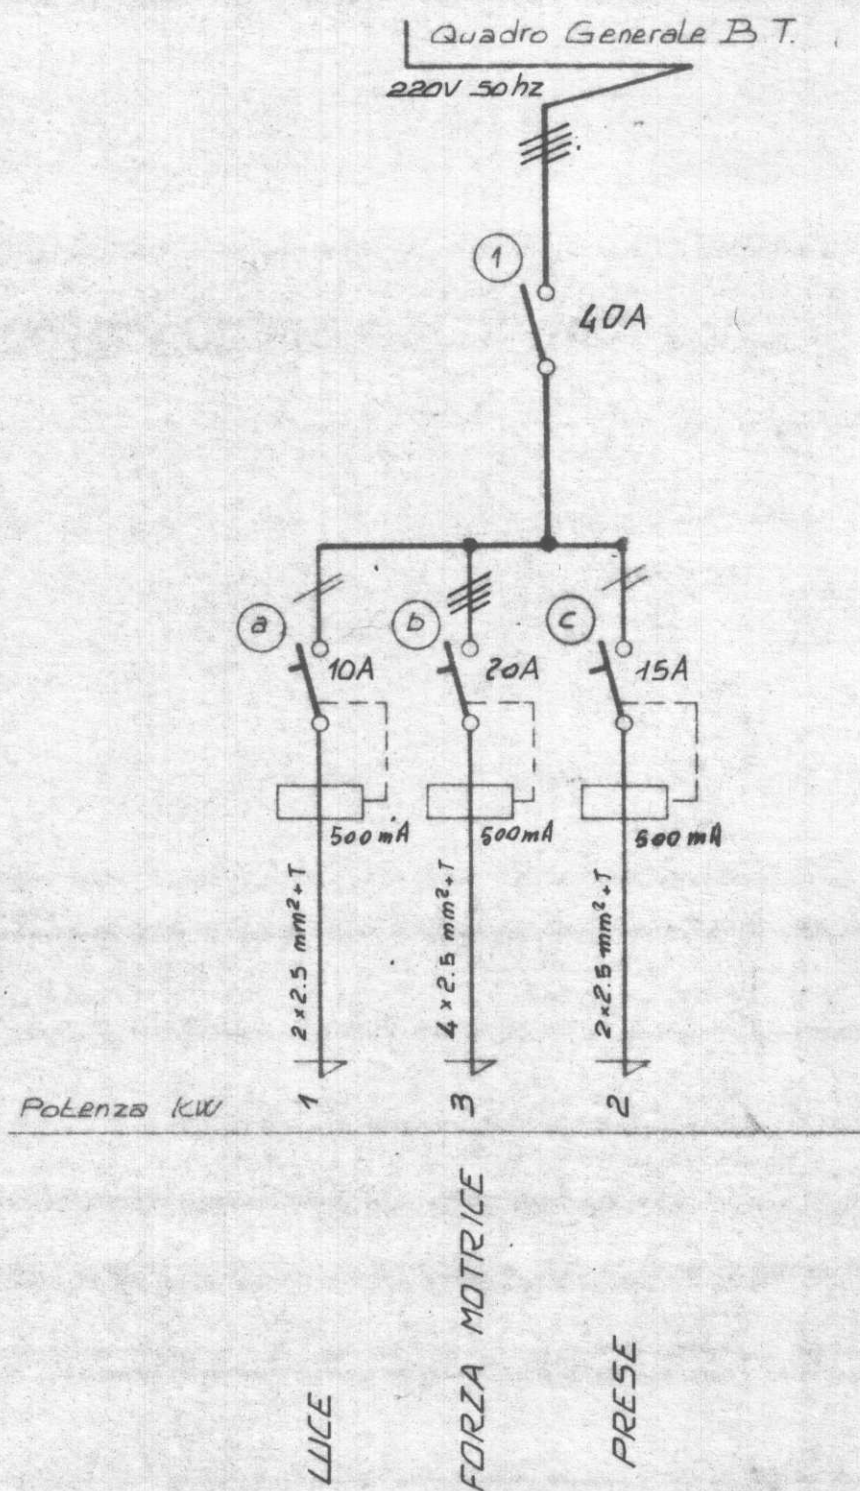 Quadro Generale B.T.
220V 50hz
1
40A
a
b
c
10A
20A
15A
500mA
500mA
500mA
2x2.5 mm²+T
4x2.5 mm²+T
2x2.5 mm²+T
Potenza KW
1
3
2
LUCE
FORZA MOTRICE
PRESE